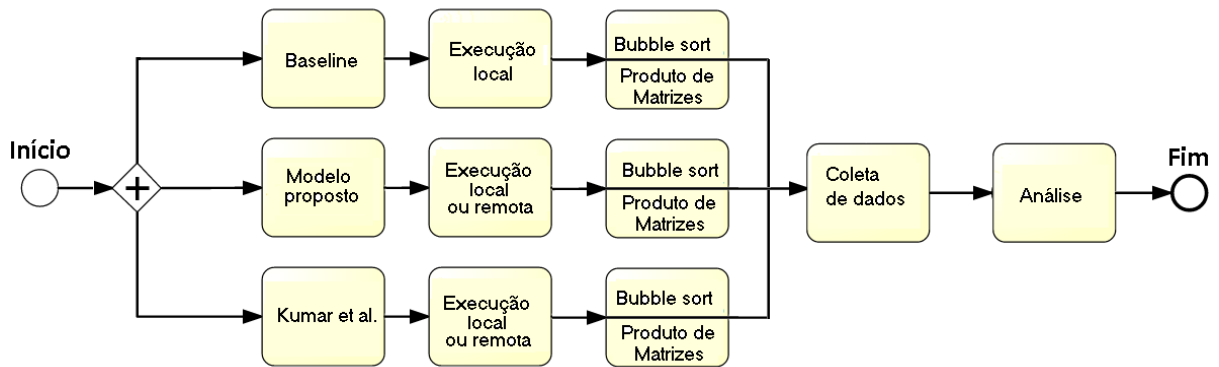 Início
Baseline
Execução
local
Bubble sort
Produto de
Matrizes
Modelo
proposto
Execução
local
ou remota
Bubble sort
Produto de
Matrizes
Kumar et al.
Execução
local
ou remota
Bubble sort
Produto de
Matrizes
Coleta
de dados
Análise
Fim